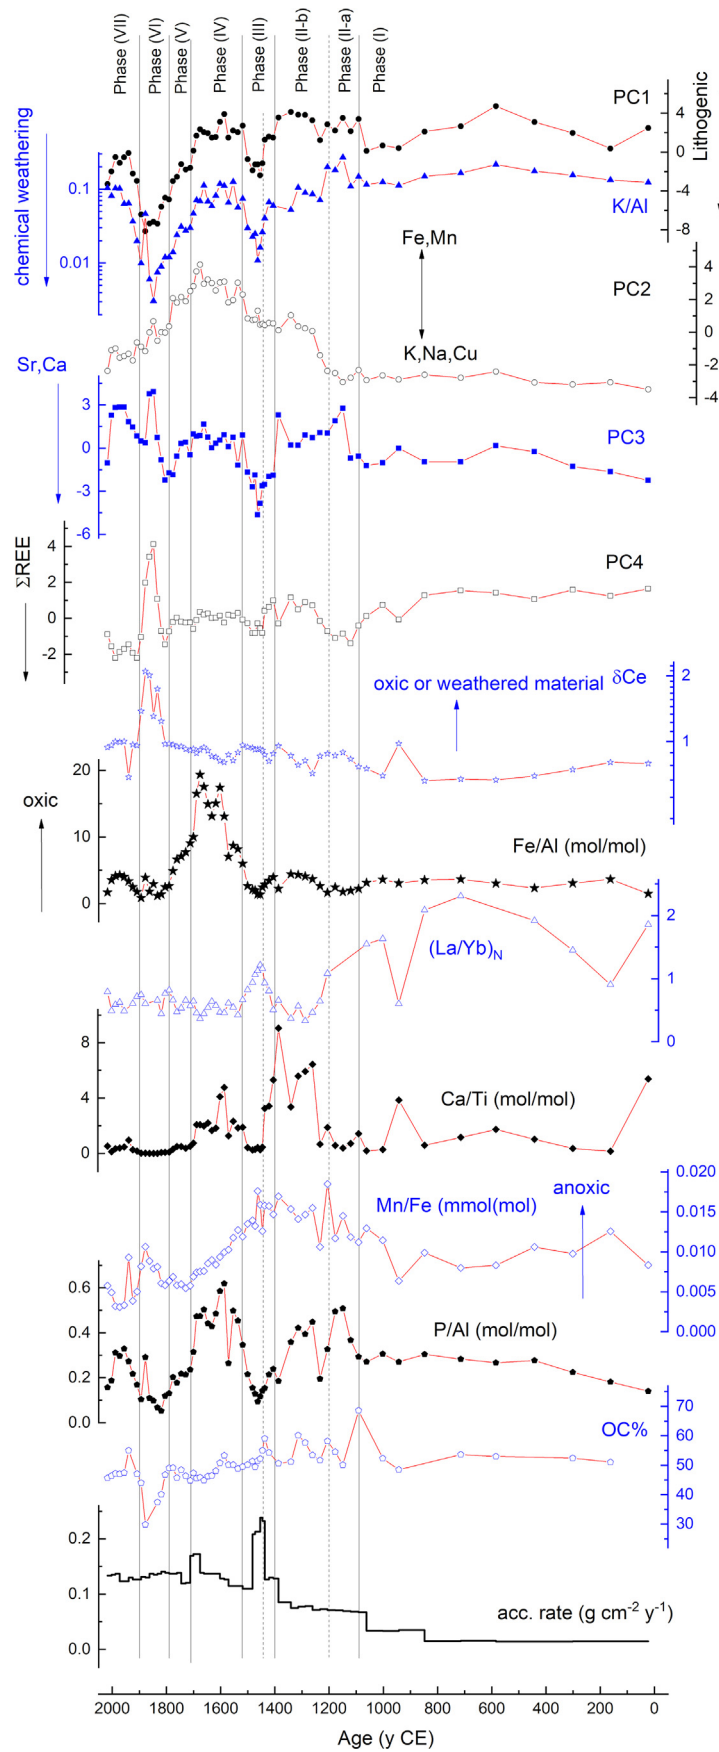 Phase (VII)
Phase (VI)
Phase (V)
Phase (IV)
Phase (III)
Phase (II-b)
Phase (II-a)
Phase (I)
PC1
4
0
-4
-8
Lithogenic
chemical weathering
0.1
0.01
K/Al
Fe,Mn
K,Na,Cu
PC2
4
2
0
-2
-4
Sr,Ca
3
0
-3
-6
PC3
ΣREE
4
2
0
-2
PC4
oxic or weathered material
δCe
2
1
oxic
20
10
0
Fe/Al (mol/mol)
(La/Yb)N
2
1
0
8
4
0
Ca/Ti (mol/mol)
Mn/Fe (mmol(mol)
anoxic
0.020
0.015
0.010
0.005
0.000
0.6
0.4
0.2
0.0
P/Al (mol/mol)
OC%
70
60
50
40
30
0.2
0.1
0.0
acc. rate (g cm-2 y-1)
2000 1800 1600 1400 1200 1000 800 600 400 200 0
Age (y CE)